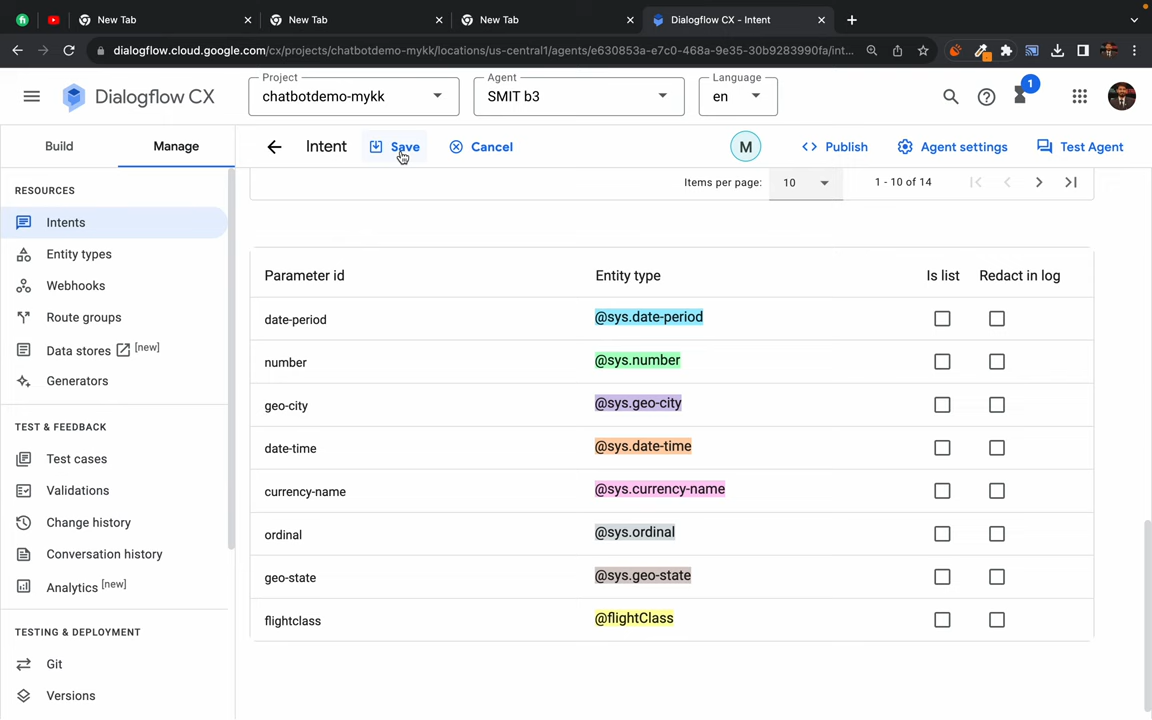 New Tab
New Tab
New Tab
Dialogflow CX - Intent
dialogflow.cloud.google.com/cx/projects/chatbotdemo-mykk/locations/us-central1/agents/e630853a-e7c0-468a-9e35-30b9283990fa/int...
Dialogflow CX
Project
chatbotdemo-mykk
Agent
SMIT b3
Language
en
1
Build
Manage
Intent
Save
Cancel
M
Publish
Agent settings
Test Agent
RESOURCES
Intents
Entity types
Webhooks
Route groups
Data stores [new]
Generators
TEST & FEEDBACK
Test cases
Validations
Change history
Conversation history
Analytics [new]
TESTING & DEPLOYMENT
Git
Versions
Items per page: 10 1 - 10 of 14
Parameter id Entity type Is list Redact in log
date-period @sys.date-period
number @sys.number
geo-city @sys.geo-city
date-time @sys.date-time
currency-name @sys.currency-name
ordinal @sys.ordinal
geo-state @sys.geo-state
flightclass @flightClass